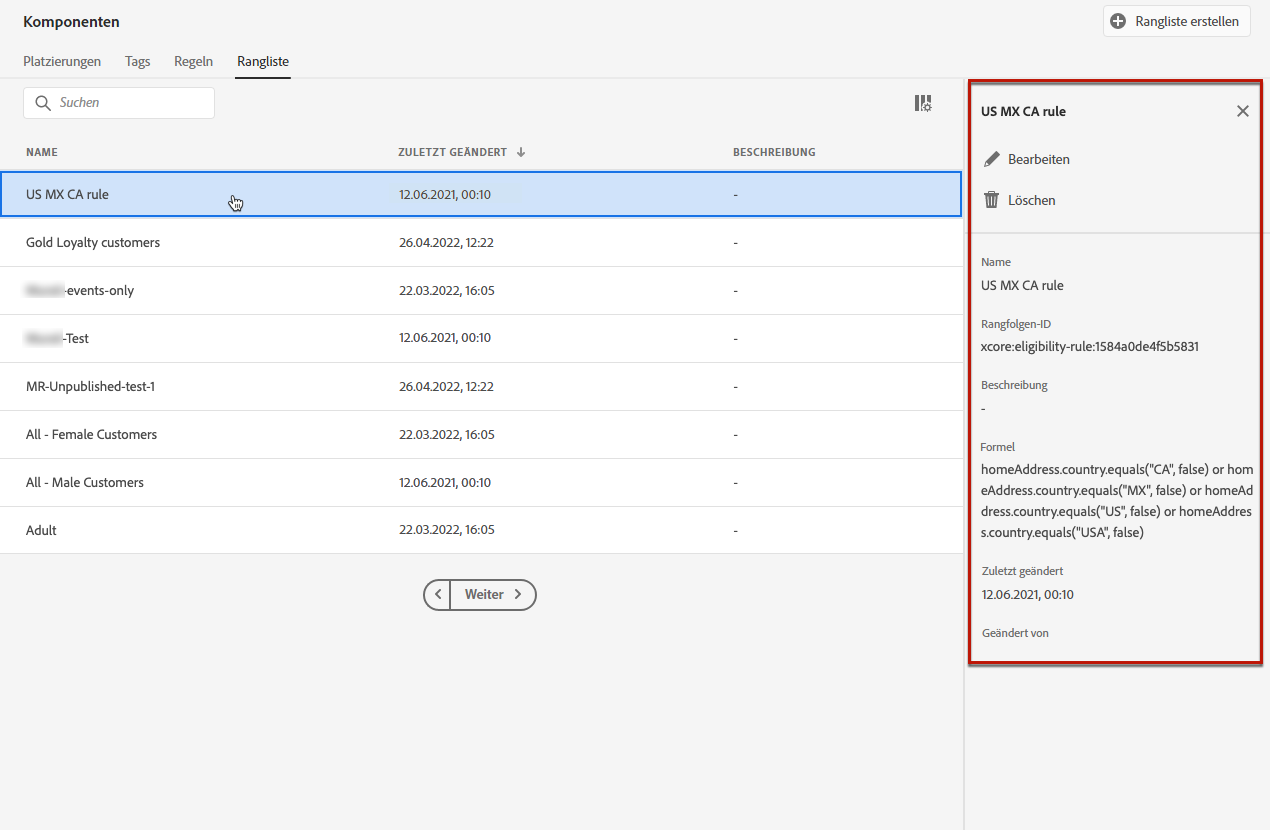 Komponenten
Rangliste erstellen
Platzierungen Tags Regeln Rangliste
Suchen
NAME ZULETZT GEÄNDERT BESCHREIBUNG
US MX CA rule 12.06.2021, 00:10 -
Gold Loyalty customers 26.04.2022, 12:22 -
-events-only 22.03.2022, 16:05 -
-Test 12.06.2021, 00:10 -
MR-Unpublished-test-1 26.04.2022, 12:22 -
All - Female Customers 22.03.2022, 16:05 -
All - Male Customers 12.06.2021, 00:10 -
Adult 22.03.2022, 16:05 -
Weiter
US MX CA rule
Bearbeiten
Löschen
Name
US MX CA rule
Rangfolgen-ID
xcore:eligibility-rule:1584a0de4f5b5831
Beschreibung
-
Formel
homeAddress.country.equals("CA", false) or hom
eAddress.country.equals("MX", false) or homeAd
dress.country.equals("US", false) or homeAddres
s.country.equals("USA", false)
Zuletzt geändert
12.06.2021, 00:10
Geändert von